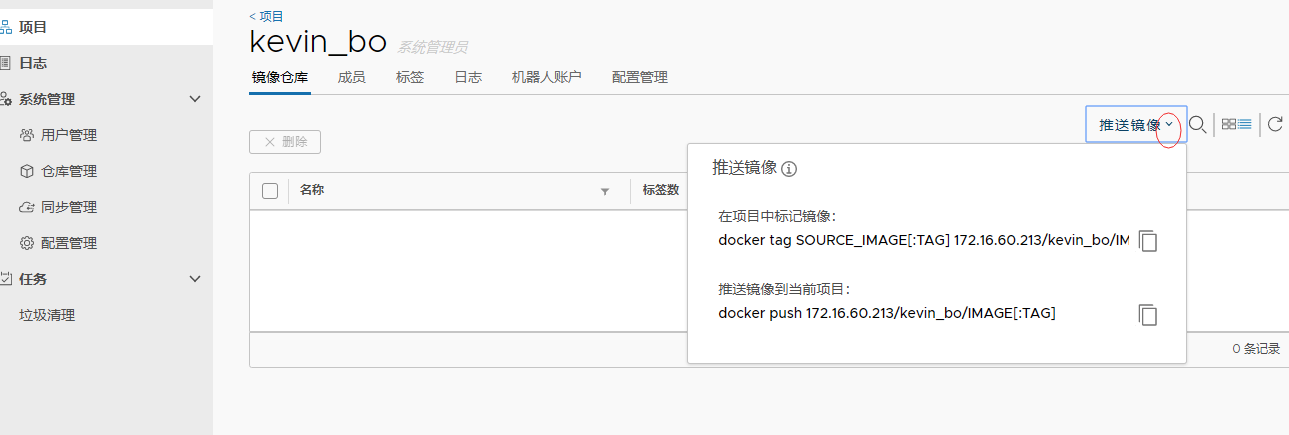 项目
日志
系统管理
用户管理
仓库管理
同步管理
配置管理
任务
垃圾清理
< 项目
kevin_bo 系统管理员
镜像仓库 成员 标签 日志 机器人账户 配置管理
推送镜像
× 删除
名称 标签数
推送镜像
在项目中标记镜像:
docker tag SOURCE_IMAGE[:TAG] 172.16.60.213/kevin_bo/IM
推送镜像到当前项目:
docker push 172.16.60.213/kevin_bo/IMAGE[:TAG]
0 条记录